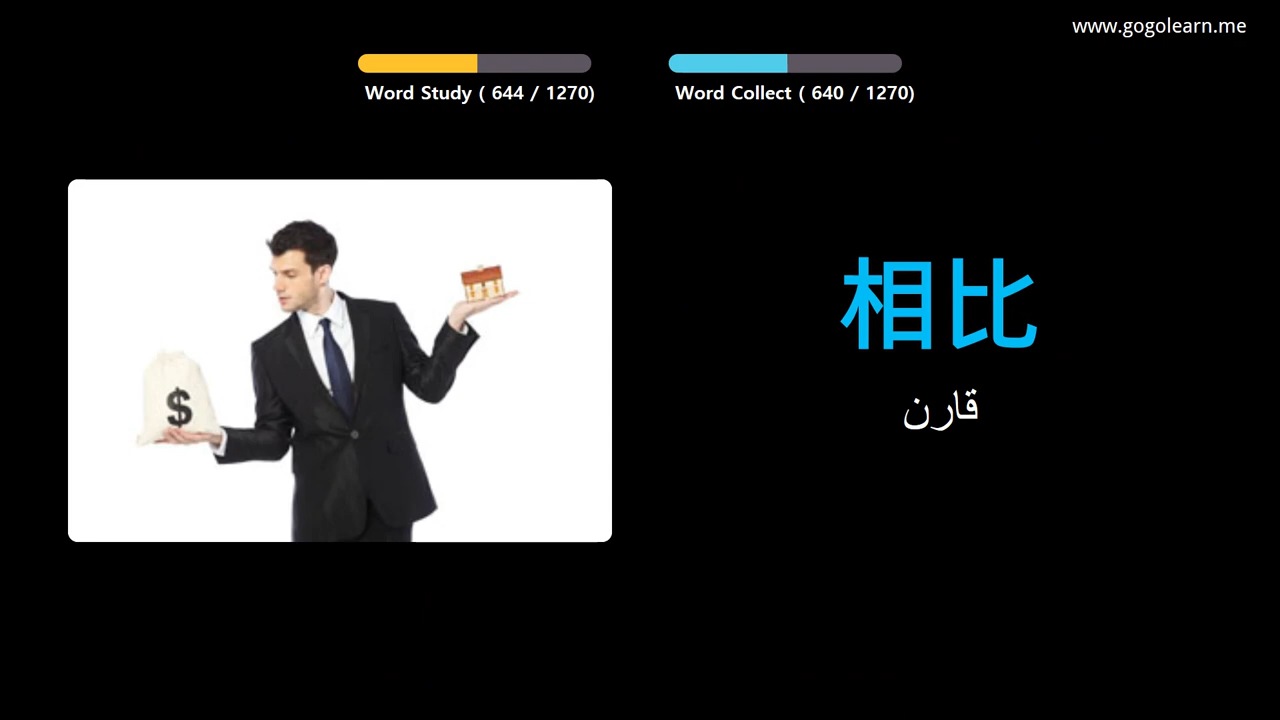 www.gogolearn.me
Word Study ( 644 / 1270)
Word Collect ( 640 / 1270)
$
相比
قارن